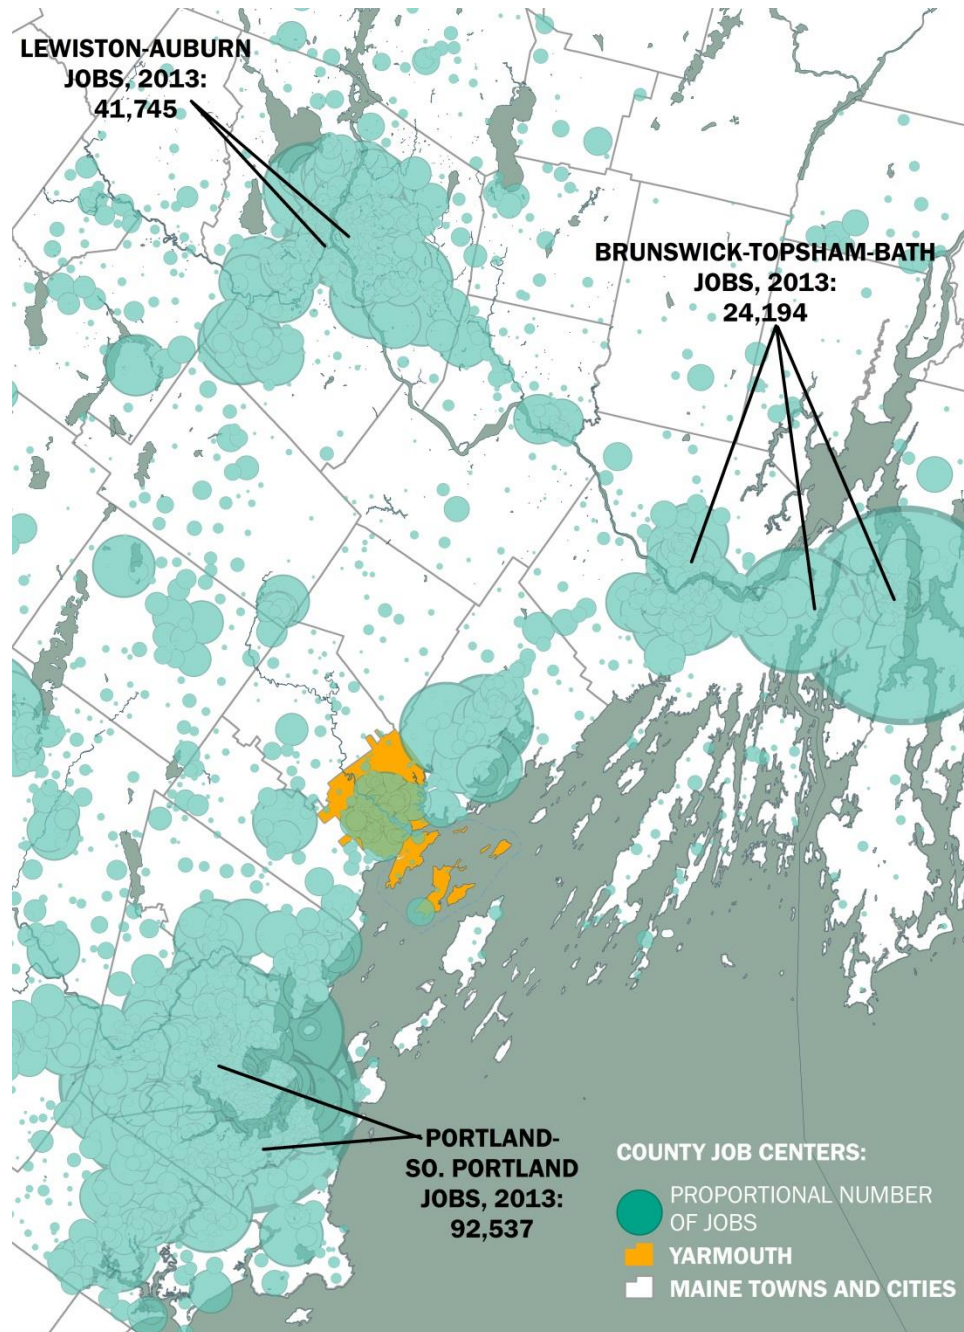 LEWISTON-AUBURN
JOBS, 2013:
41,745
BRUNSWICK-TOPSHAM-BATH
JOBS, 2013:
24,194
PORTLAND-
SO. PORTLAND
JOBS, 2013:
92,537
COUNTY JOB CENTERS:
PROPORTIONAL NUMBER
OF JOBS
YARMOUTH
MAINE TOWNS AND CITIES